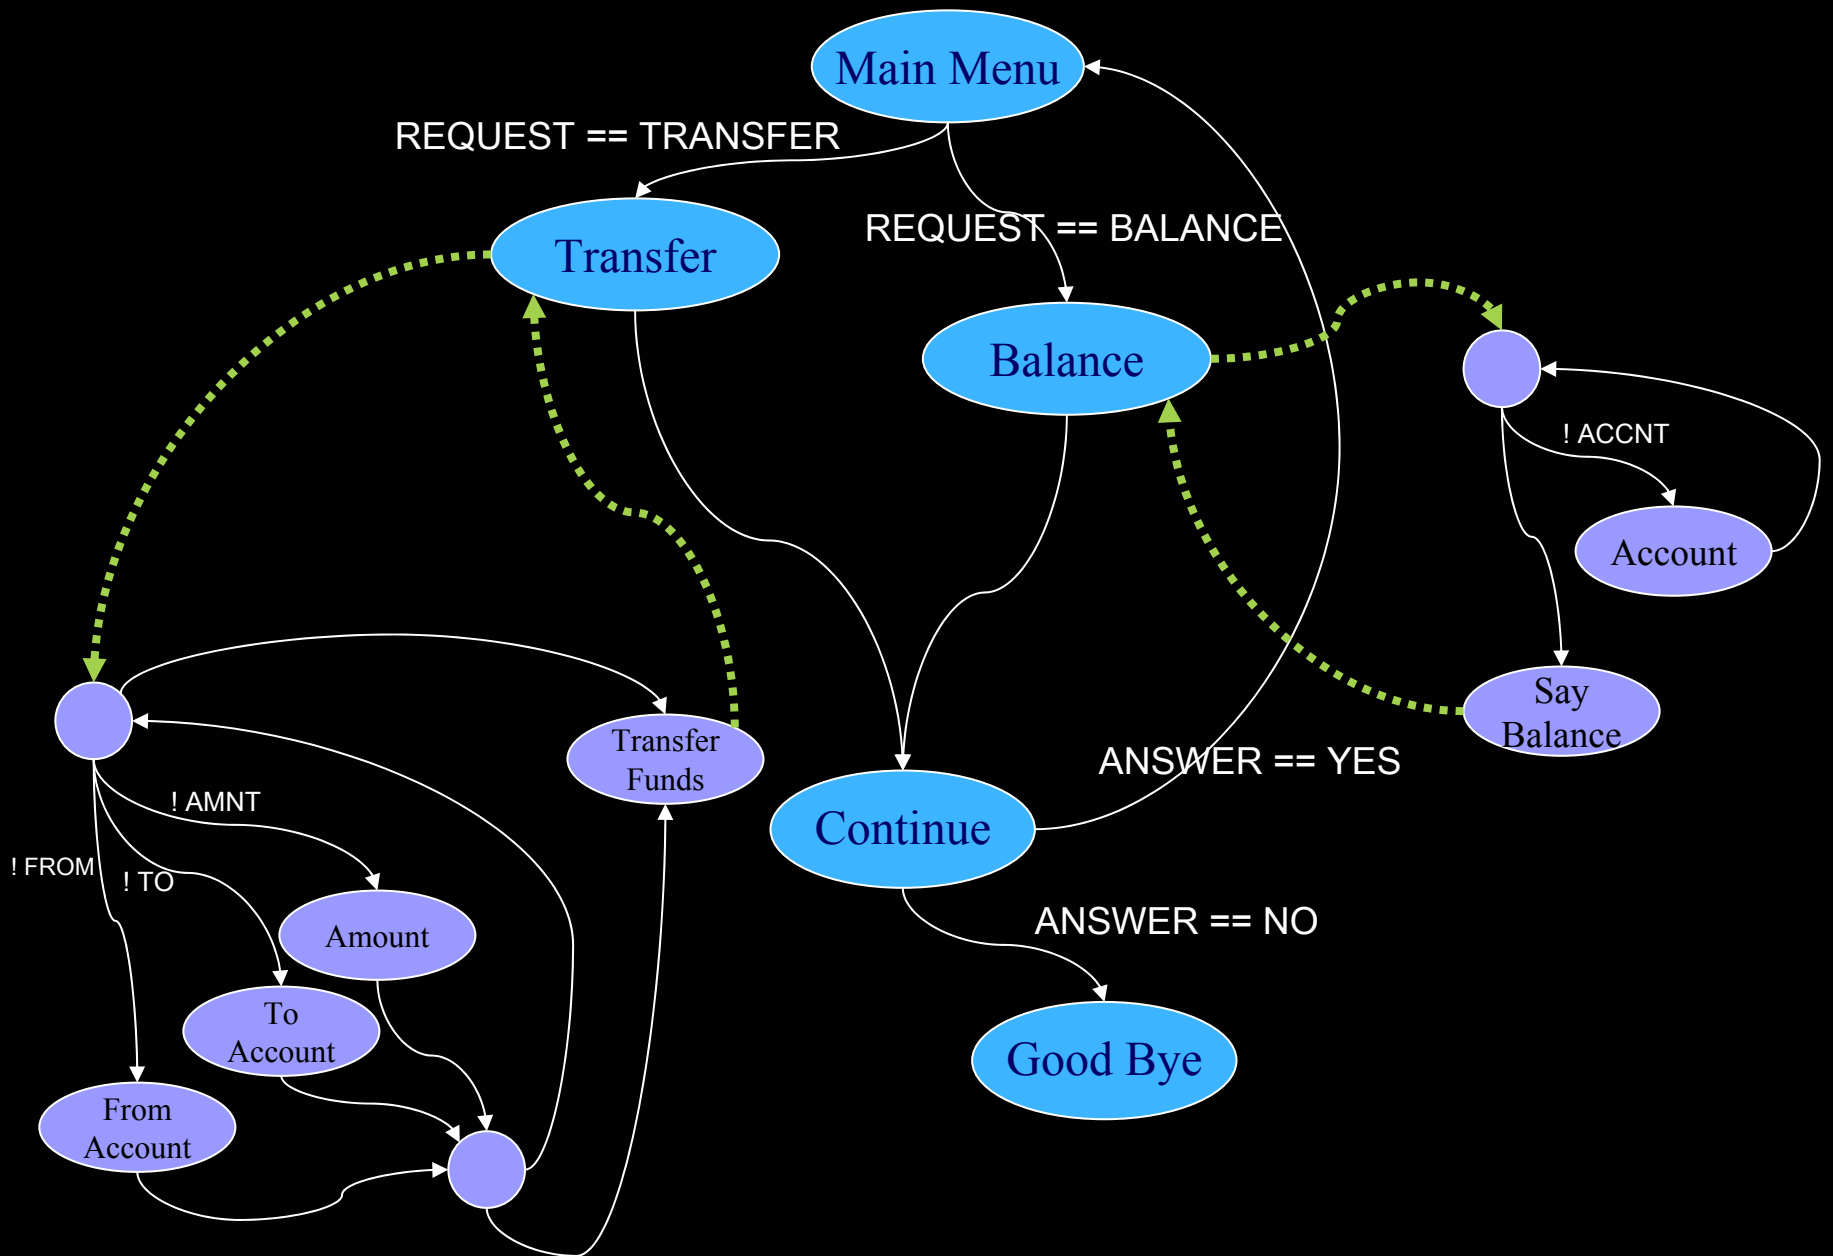 Main Menu
REQUEST == TRANSFER
REQUEST == BALANCE
Transfer
Balance
! ACCNT
Account
Say
Balance
Transfer
Funds
ANSWER == YES
! AMNT
Continue
! FROM
! TO
Amount
ANSWER == NO
To
Account
Good Bye
From
Account